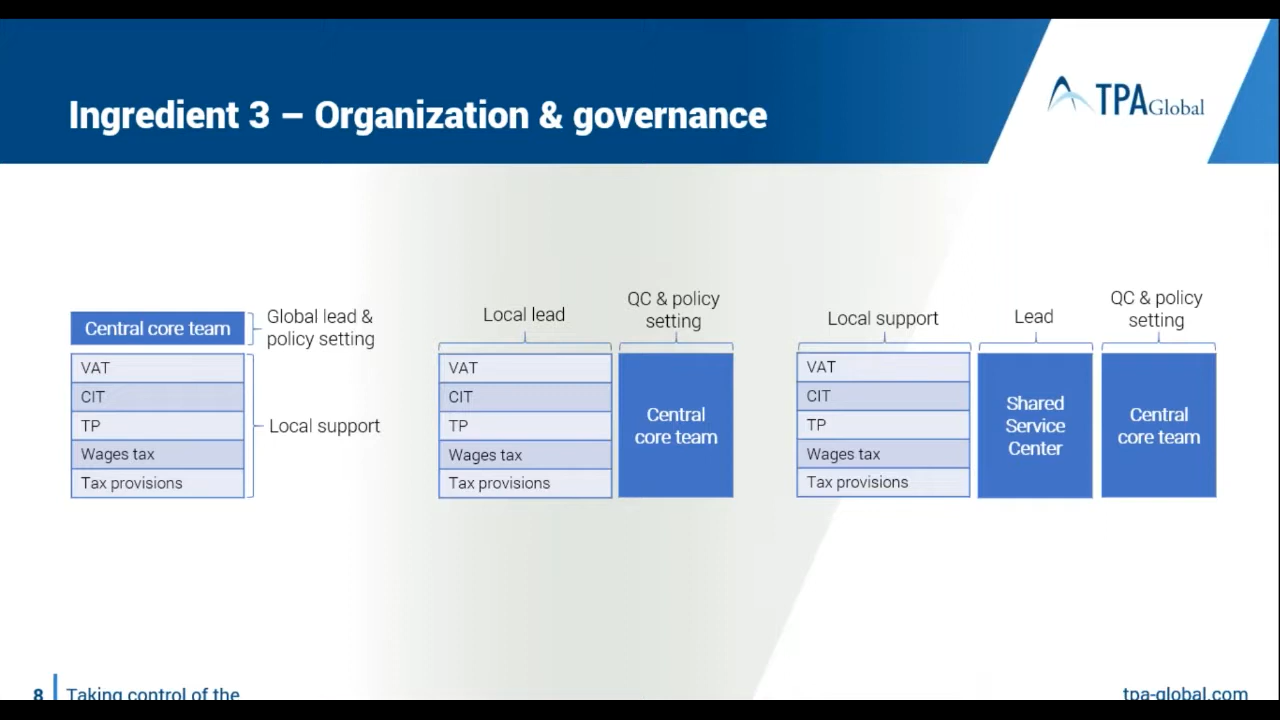 Ingredient 3 – Organization & governance
TPA Global
Central core team
Global lead &
policy setting
VAT
CIT
TP
Wages tax
Tax provisions
Local support
Local lead
QC & policy
setting
VAT
CIT
TP
Wages tax
Tax provisions
Central
core team
Local support
Lead
QC & policy
setting
VAT
CIT
TP
Wages tax
Tax provisions
Shared
Service
Center
Central
core team
8
Taking control of the
tpa-global.com